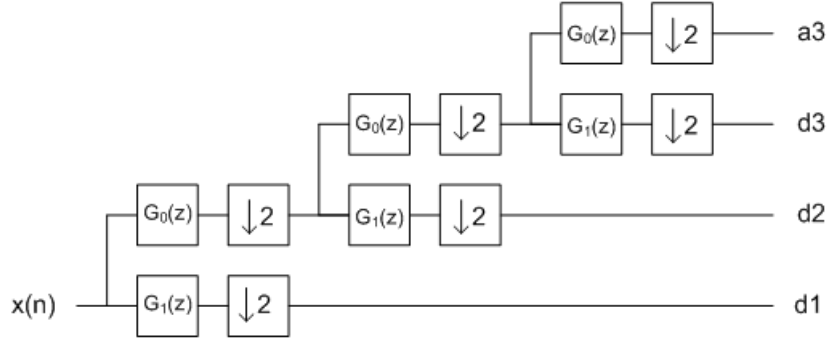 G₀(z) ↓2 a3
G₀(z) ↓2 G₁(z) ↓2 d3
G₀(z) ↓2 G₁(z) ↓2 d2
x(n) G₁(z) ↓2 d1